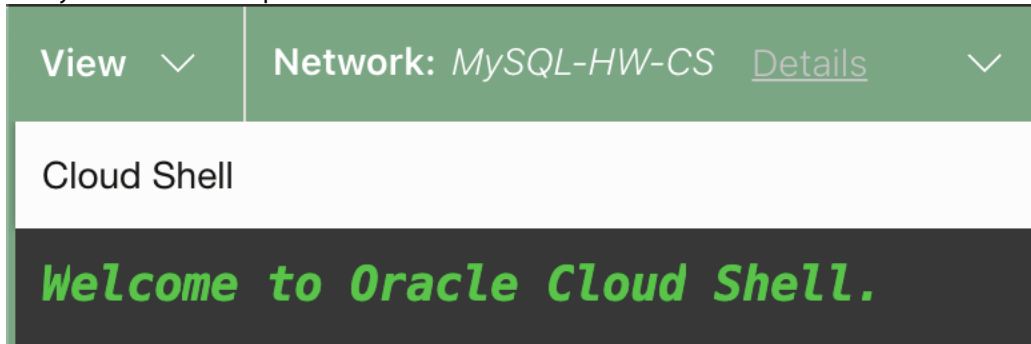 View
Network: MySQL-HW-CS Details
Cloud Shell
Welcome to Oracle Cloud Shell.